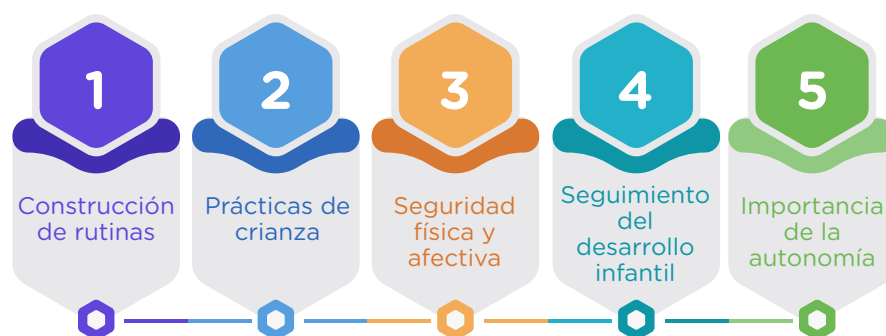 1
Construcción
de rutinas
2
Prácticas de
crianza
3
Seguridad
física y
afectiva
4
Seguimiento
del
desarrollo
infantil
5
Importancia
de la
autonomía